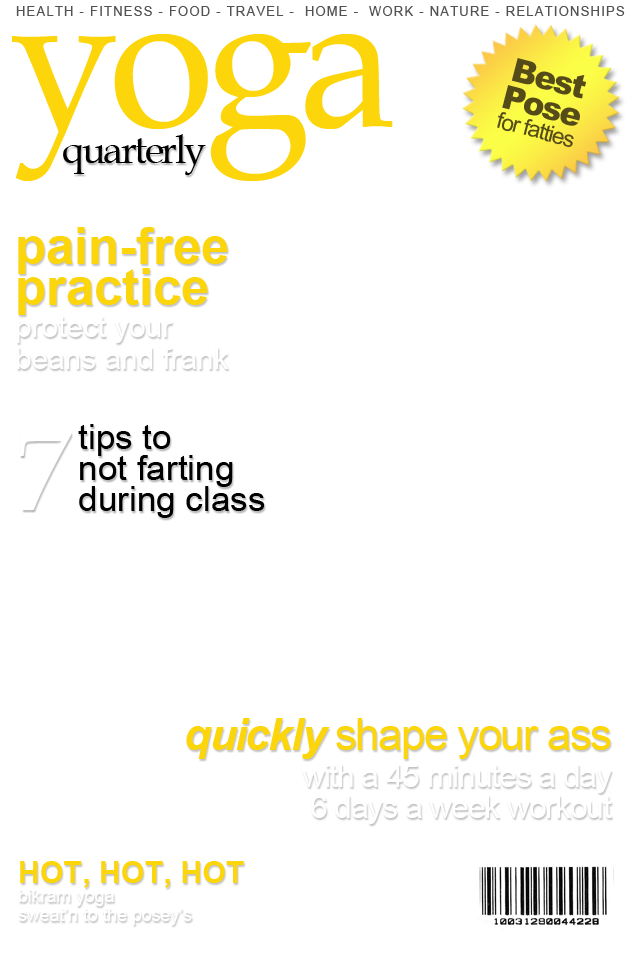 HEALTH - FITNESS - FOOD - TRAVEL - HOME - WORK - NATURE - RELATIONSHIPS
yoga
quarterly
Best
Pose
for fatties
pain-free
practice
protect your
beans and frank
7 tips to
not farting
during class
quickly shape your ass
with a 45 minutes a day
6 days a week workout
HOT, HOT, HOT
bikram yoga
sweat'n to the posey's
10031290044228